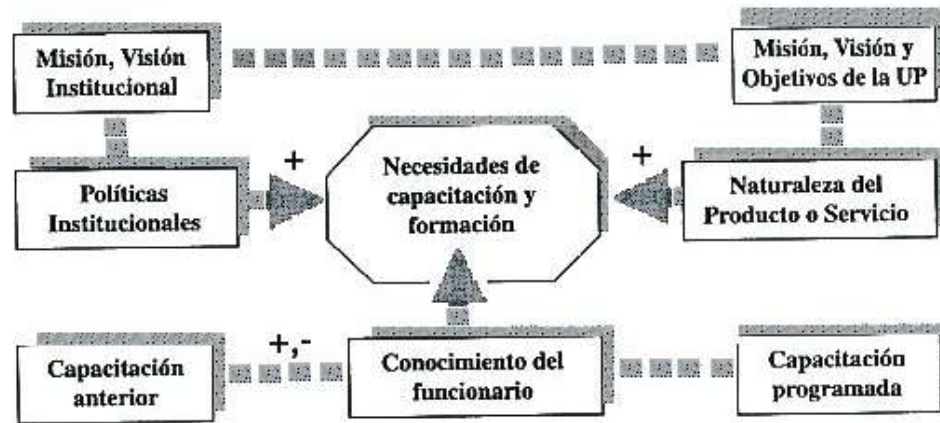 Misión, Visión
Institucional
Misión, Visión y
Objetivos de la UP
+
Necesidades de
capacitación y
formación
+
Políticas
Institucionales
Naturaleza del
Producto o Servicio
Capacitación
anterior
+,-
Conocimiento del
funcionario
Capacitación
programada